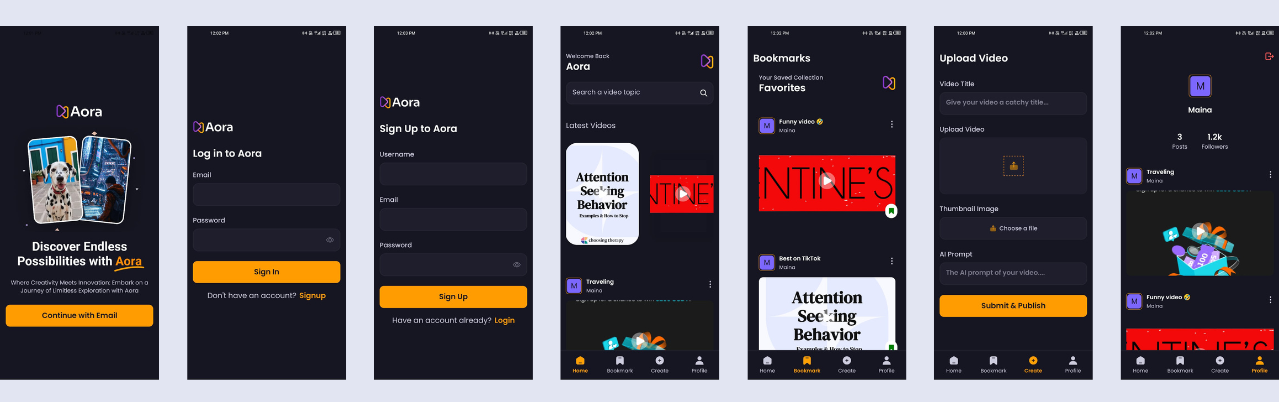 Aora
Discover Endless
Possibilities with Aora
Where Creativity Meets Innovation: Embark on a
Journey of Limitless Exploration with Aora
Continue with Email
12:02 PM
Aora
Log in to Aora
Email
Password
Sign In
Don't have an account? Signup
12:03 PM
Aora
Sign Up to Aora
Username
Email
Password
Sign Up
Have an account already? Login
12:02 PM
Welcome Back
Aora
Search a video topic
Latest Videos
Attention
Seeking
Behavior
Examples & How to Stop
choosing therapy
NTINE'
M
Traveling
Maina
Home
Bookmark
Create
Profile
12:02 PM
Bookmarks
Your Saved Collection
Favorites
M
Funny video 🤣
Maina
NTINE'S
M
Best on TikTok
Maina
Attention
Seeking
Behavior
Examples & How to Stop
Home
Bookmark
Create
Profile
12:00 PM
Upload Video
Video Title
Give your video a catchy title...
Upload Video
Thumbnail Image
Choose a file
AI Prompt
The AI prompt of your video....
Submit & Publish
Home
Bookmark
Create
Profile
12:02 PM
M
Maina
3
Posts
1.2k
Followers
M
Traveling
Maina
100
M
Funny video 🤣
Maina
NTINE'S
Home
Bookmark
Create
Profile